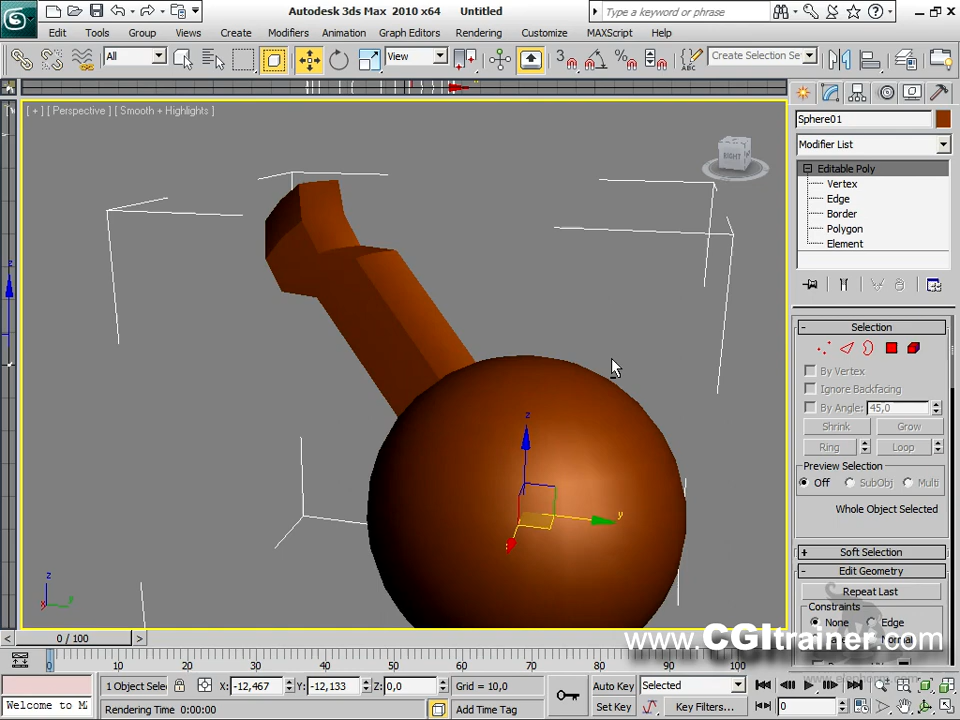 Autodesk 3ds Max 2010 x64 Untitled
Type a keyword or phrase
Edit Tools Group Views Create Modifiers Animation Graph Editors Rendering Customize MAXScript Help
All
View
Create Selection Se
[ + ] [ Perspective ] [ Smooth + Highlights ]
RIGHT
Sphere01
Modifier List
Editable Poly
Vertex
Edge
Border
Polygon
Element
Selection
By Vertex
Ignore Backfacing
By Angle: 45,0
Shrink Grow
Ring Loop
Preview Selection
Off SubObj Multi
Whole Object Selected
Soft Selection
Edit Geometry
Repeat Last
Constraints
None Edge
Normal
z
y
z
y
x
z
www.CGItrainer.com
0 / 100
0 10 20 30 40 50 60 70 80 90 100
1 Object Selec X: -12,467 Y: -12,133 Z: 0,0 Grid = 10,0 Auto Key Selected
Welcome to M
Rendering Time 0:00:00 Add Time Tag Set Key Key Filters... 0